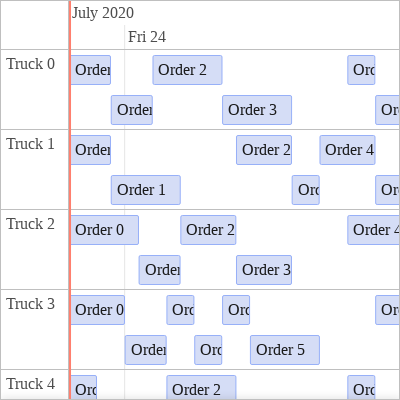 July 2020
Fri 24
Truck 0
Order Order 2 Orc
Order Order 3 Or
Truck 1
Order Order 2 Order 4
Order 1 Orc Or
Truck 2
Order 0 Order 2 Order 4
Order Order 3
Truck 3
Order 0 Orc Orc Or
Order Orc Order 5
Truck 4
Orc Order 2 Orc